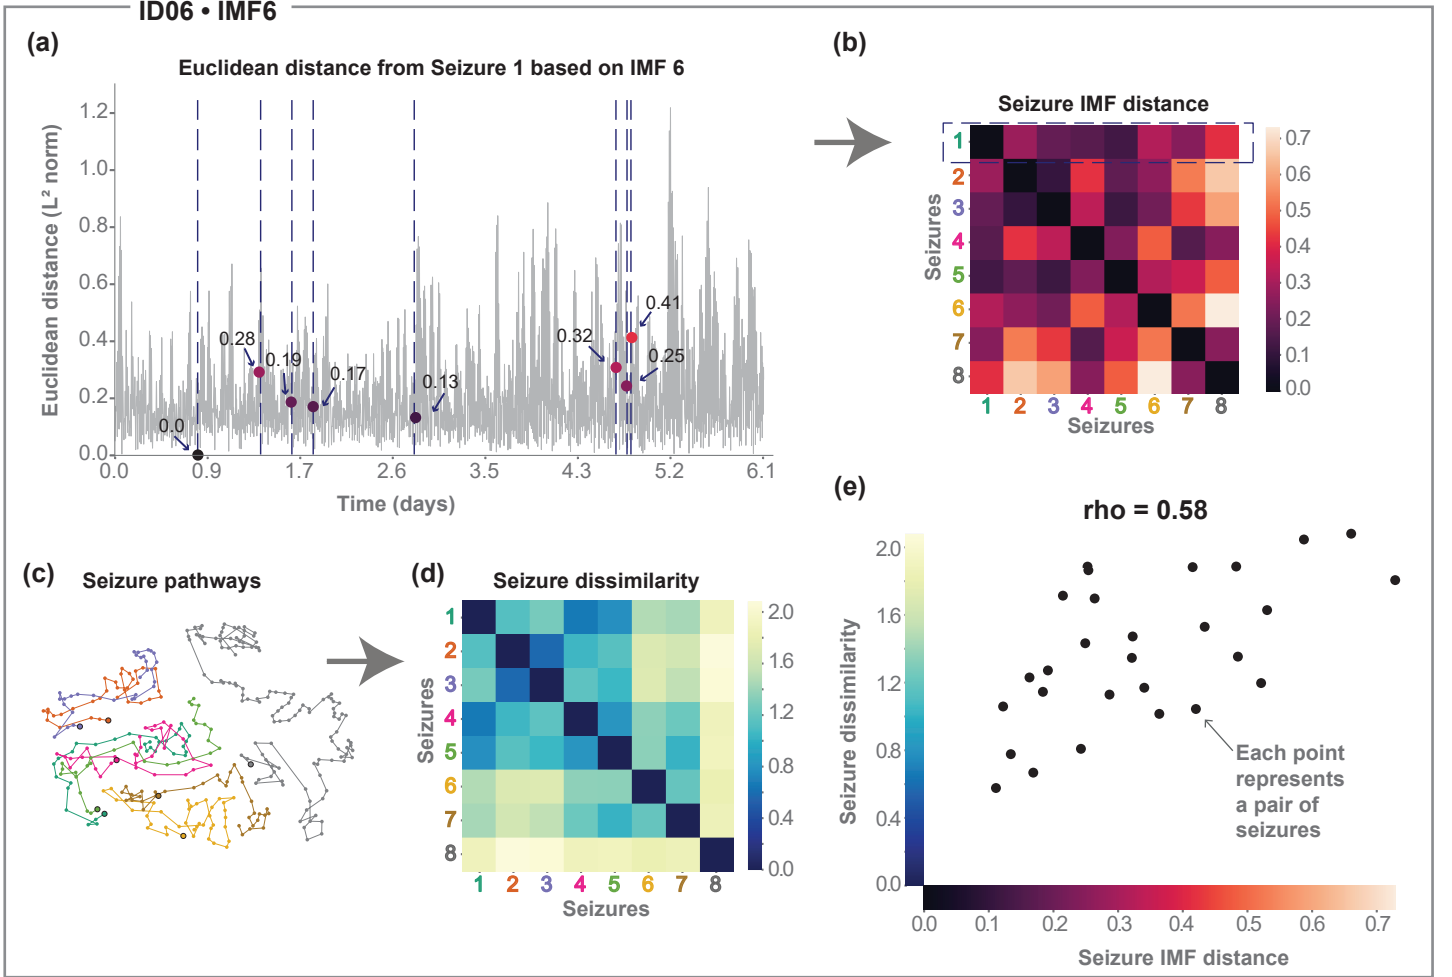 ID06 • IMF6
(a)
Euclidean distance from Seizure 1 based on IMF 6
Euclidean distance (L² norm)
1.2
1.0
0.8
0.6
0.4
0.2
0.0
0.0
0.28
0.19
0.17
0.13
0.32
0.41
0.25
0.0 0.9 1.7 2.6 3.5 4.3 5.2 6.1
Time (days)
(b)
Seizure IMF distance
Seizures
1
2
3
4
5
6
7
8
1 2 3 4 5 6 7 8
Seizures
0.7
0.6
0.5
0.4
0.3
0.2
0.1
0.0
(c)
Seizure pathways
(d)
Seizure dissimilarity
Seizures
1
2
3
4
5
6
7
8
1 2 3 4 5 6 7 8
Seizures
2.0
1.6
1.2
0.8
0.4
0.0
(e)
rho = 0.58
Seizure dissimilarity
2.0
1.6
1.2
0.8
0.4
0.0
Each point
represents
a pair of
seizures
0.0 0.1 0.2 0.3 0.4 0.5 0.6 0.7
Seizure IMF distance